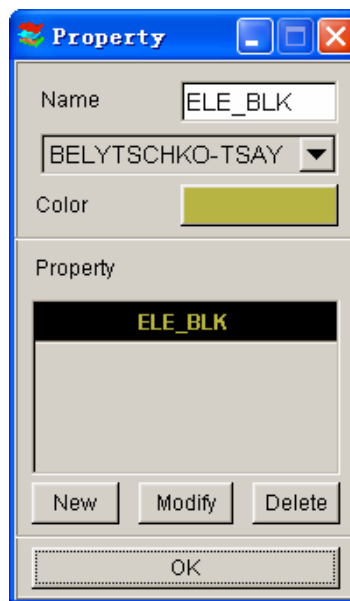 Property
Name ELE_BLK
BELYTSCHKO-TSAY
Color
Property
ELE_BLK
New Modify Delete
OK